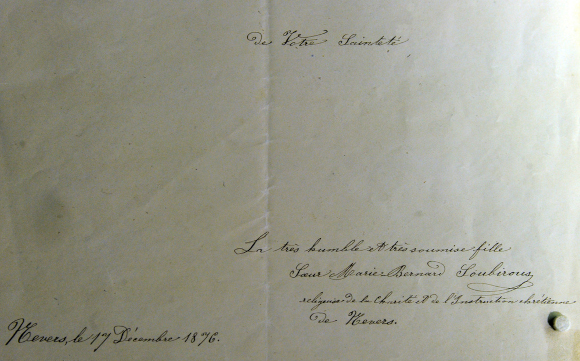 de Votre Sainteté
La très humble et très soumise fille
Sœur Marie-Bernard Soubirous
religieuse de la Charité et de l'Instruction chrétienne
de Nevers.
Nevers, le 17 Décembre 1876.